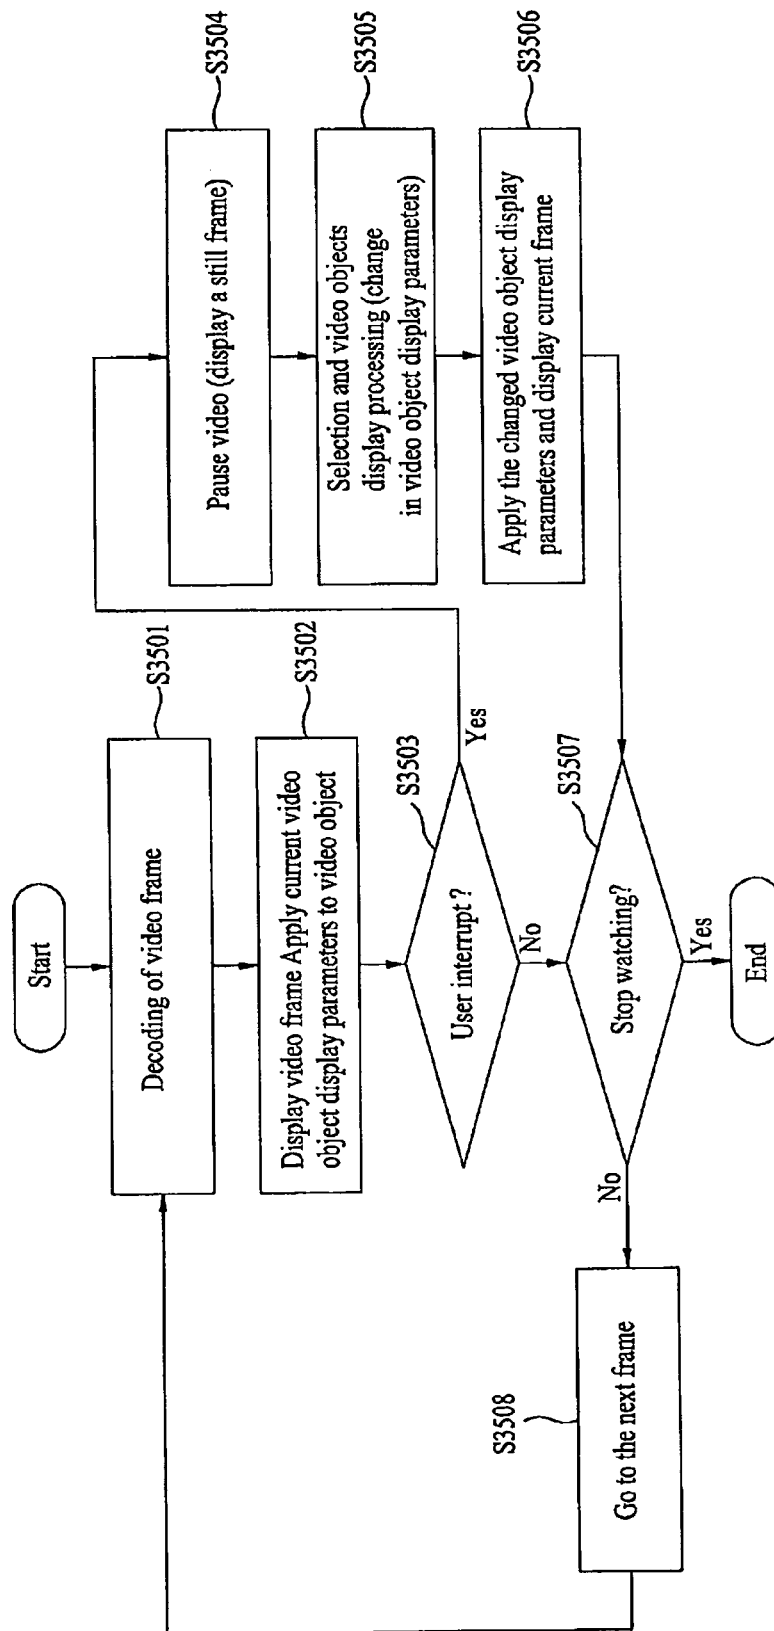 Start
Decoding of video frame
S3501
Display video frame Apply current video
object display parameters to video object
S3502
User interrupt ?
S3503
Yes
No
Pause video (display a still frame)
S3504
Selection and video objects
display processing (change
in video object display parameters)
S3505
Apply the changed video object display
parameters and display current frame
S3506
Stop watching?
S3507
No
Yes
Go to the next frame
S3508
End